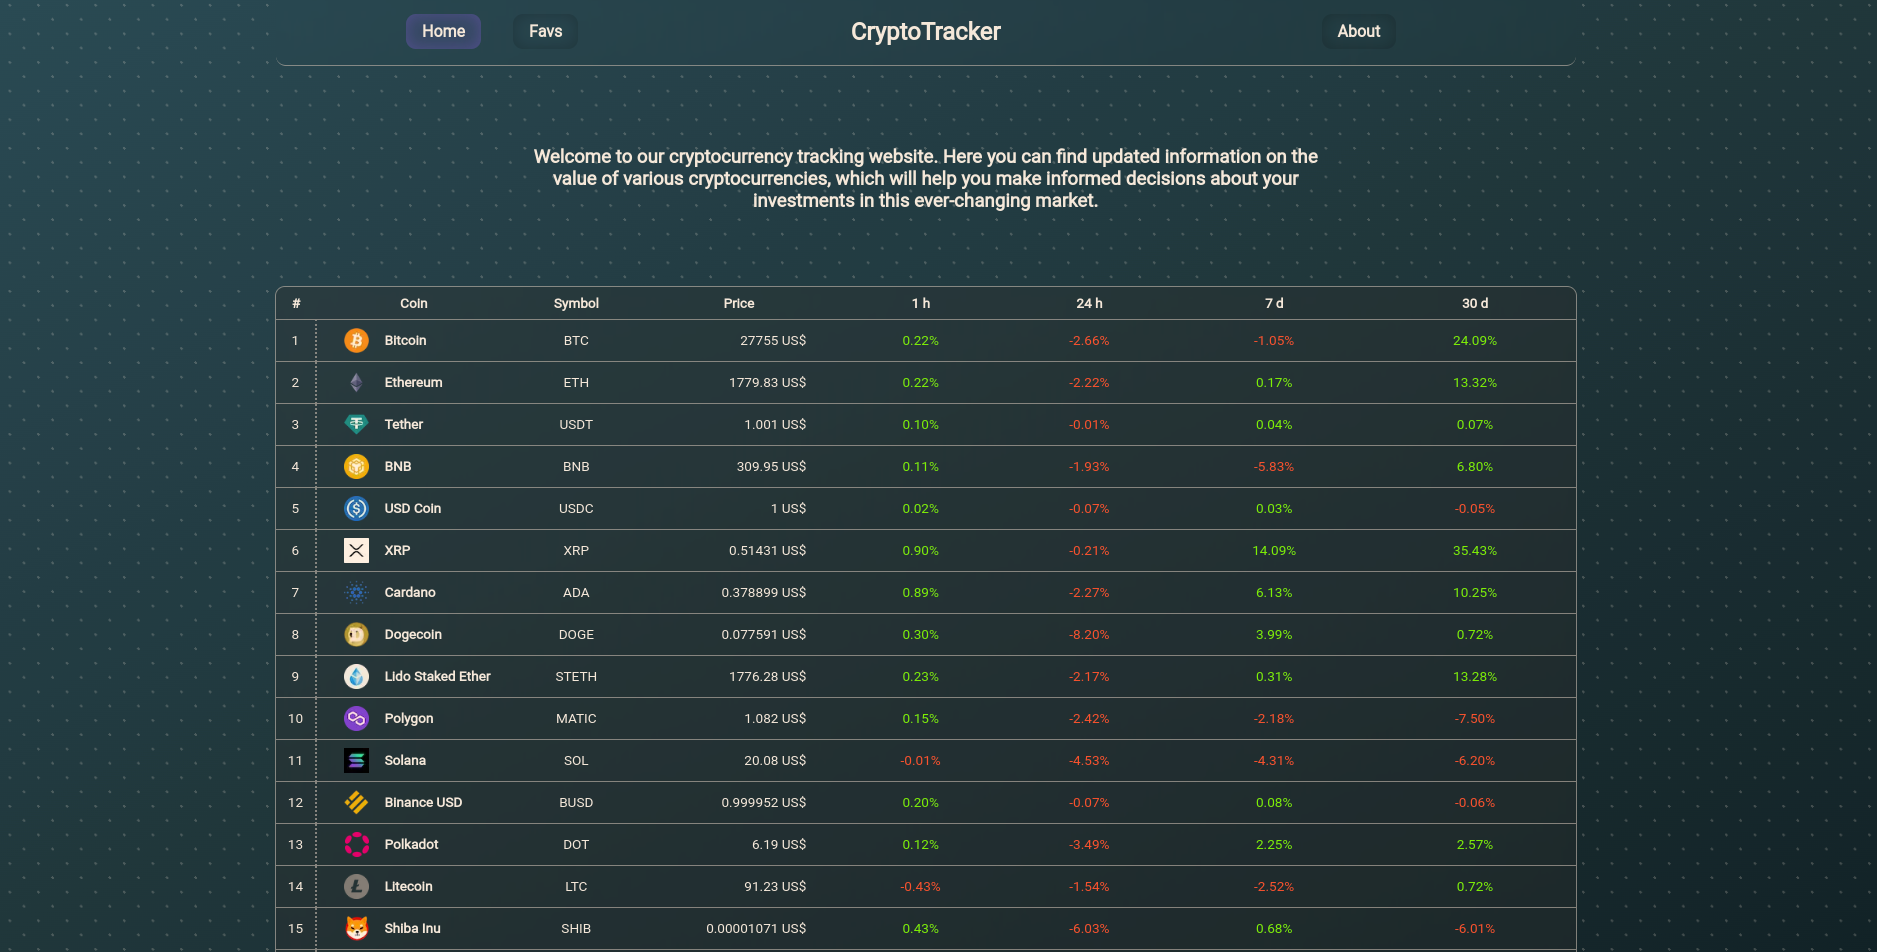 Home Favs CryptoTracker About
Welcome to our cryptocurrency tracking website. Here you can find updated information on the
value of various cryptocurrencies, which will help you make informed decisions about your
investments in this ever-changing market.
# Coin Symbol Price 1 h 24 h 7 d 30 d
1 Bitcoin BTC 27755 US$ 0.22% -2.66% -1.05% 24.09%
2 Ethereum ETH 1779.83 US$ 0.22% -2.22% 0.17% 13.32%
3 Tether USDT 1.001 US$ 0.10% -0.01% 0.04% 0.07%
4 BNB BNB 309.95 US$ 0.11% -1.93% -5.83% 6.80%
5 USD Coin USDC 1 US$ 0.02% -0.07% 0.03% -0.05%
6 XRP XRP 0.51431 US$ 0.90% -0.21% 14.09% 35.43%
7 Cardano ADA 0.378899 US$ 0.89% -2.27% 6.13% 10.25%
8 Dogecoin DOGE 0.077591 US$ 0.30% -8.20% 3.99% 0.72%
9 Lido Staked Ether STETH 1776.28 US$ 0.23% -2.17% 0.31% 13.28%
10 Polygon MATIC 1.082 US$ 0.15% -2.42% -2.18% -7.50%
11 Solana SOL 20.08 US$ -0.01% -4.53% -4.31% -6.20%
12 Binance USD BUSD 0.999952 US$ 0.20% -0.07% 0.08% -0.06%
13 Polkadot DOT 6.19 US$ 0.12% -3.49% 2.25% 2.57%
14 Litecoin LTC 91.23 US$ -0.43% -1.54% -2.52% 0.72%
15 Shiba Inu SHIB 0.00001071 US$ 0.43% -6.03% 0.68% -6.01%